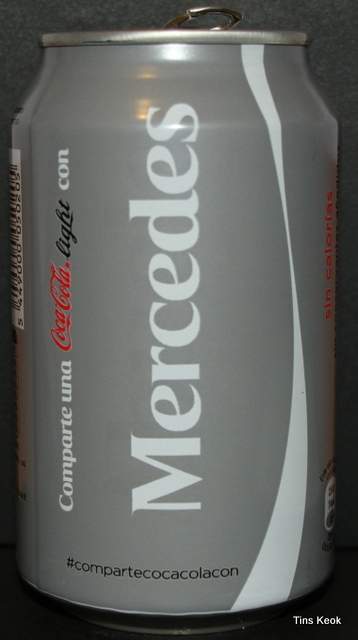 Comparte una Coca-Cola light con
Mercedes
#compartecocacolacon
sin calorías
Tins Keok